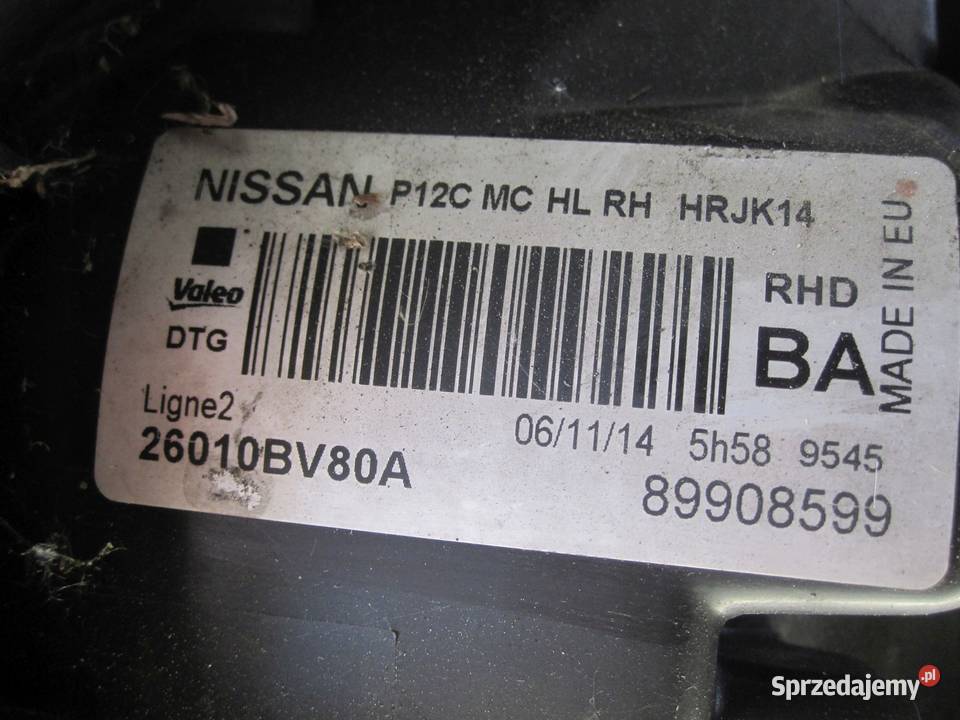 NISSAN P12C MC HL RH HRJK14
Valeo
DTG
RHD
BA
MADE IN EU
Ligne2
06/11/14 5h58 9545
26010BV80A
89908599
Sprzedajemy.pl